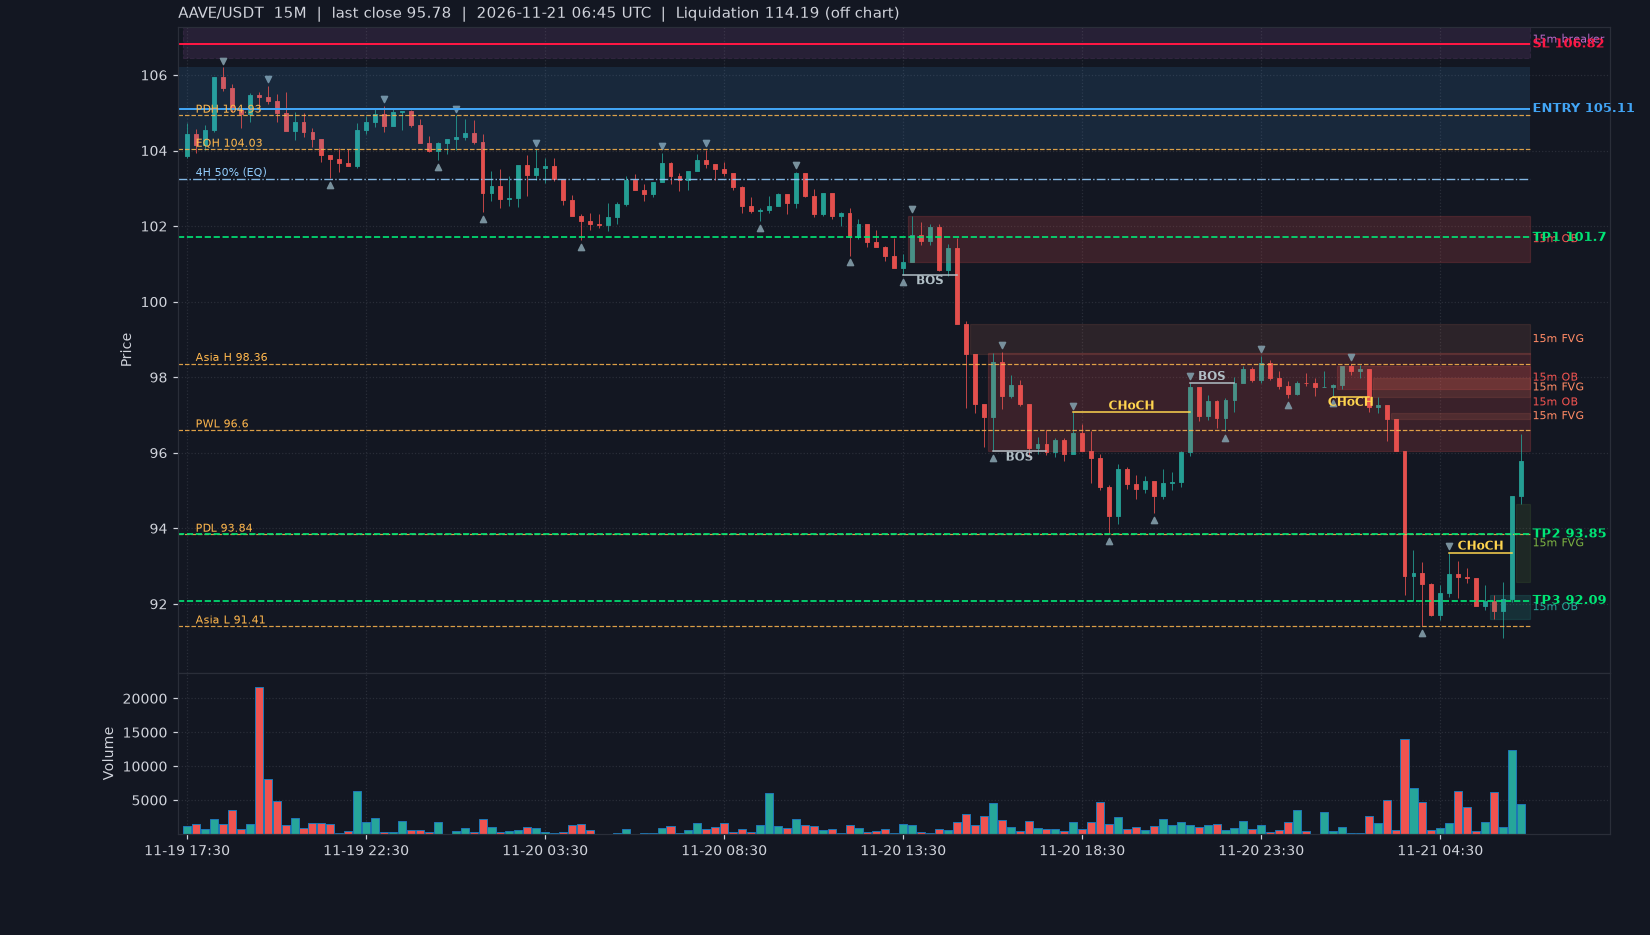 AAVE/USDT 15M | last close 95.78 | 2026-11-21 06:45 UTC | Liquidation 114.19 (off chart)
15m breaker
SL 106.82
106
ENTRY 105.11
PDH 104.93
104
EQH 104.03
4H 50% (EQ)
102
TP1 101.7
15m OB
BOS
100
Price
15m FVG
Asia H 98.36
98
BOS
15m OB
15m FVG
CHoCH
CHoCH
15m OB
15m FVG
PWL 96.6
96
BOS
94
PDL 93.84
TP2 93.85
15m FVG
CHoCH
92
TP3 92.09
15m OB
Asia L 91.41
20000
15000
10000
5000
Volume
11-19 17:30
11-19 22:30
11-20 03:30
11-20 08:30
11-20 13:30
11-20 18:30
11-20 23:30
11-21 04:30